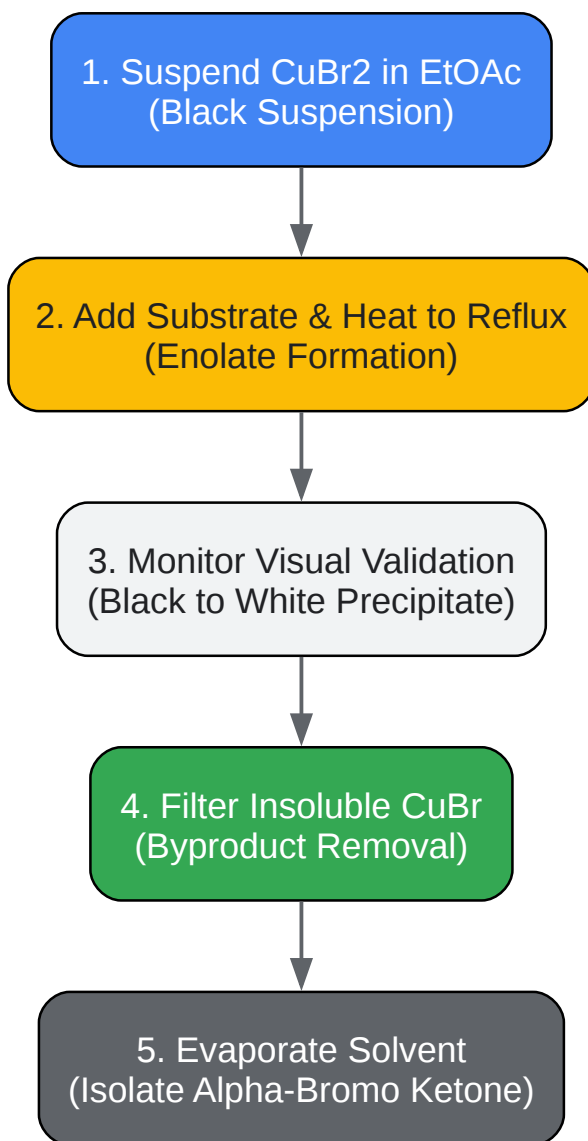 1. Suspend CuBr2 in EtOAc
(Black Suspension)
2. Add Substrate & Heat to Reflux
(Enolate Formation)
3. Monitor Visual Validation
(Black to White Precipitate)
4. Filter Insoluble CuBr
(Byproduct Removal)
5. Evaporate Solvent
(Isolate Alpha-Bromo Ketone)